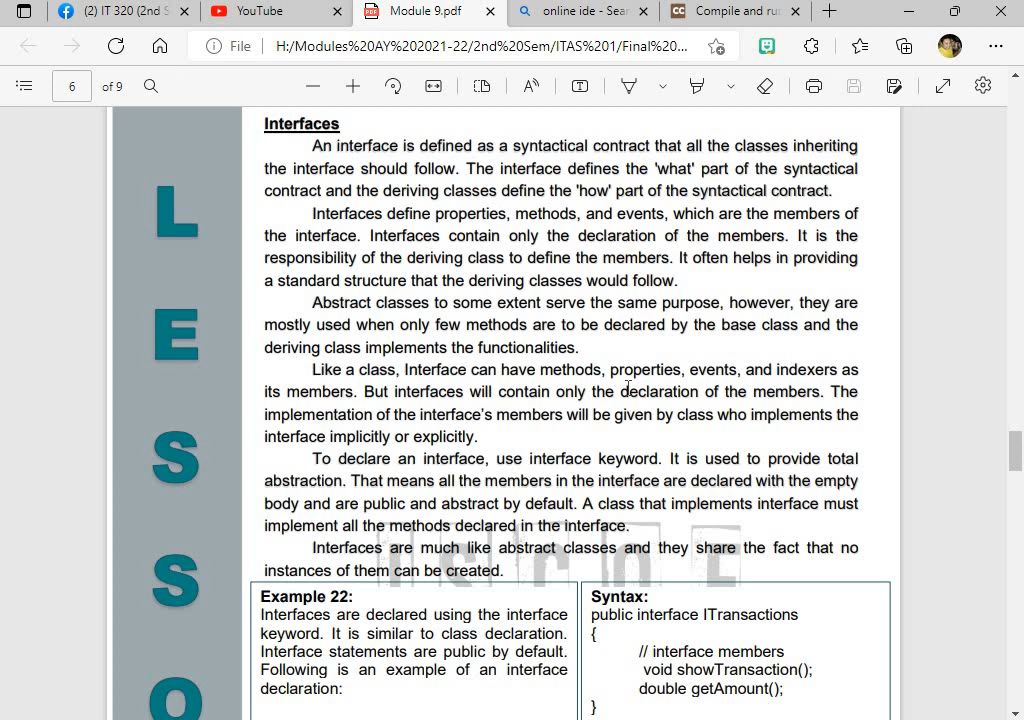 (2) IT 320 (2nd S
YouTube
Module 9.pdf
online ide - Sear
Compile and ru
File
H:/Modules%20AY%202021-22/2nd%20Sem/ITAS%201/Final%20...
6 of 9
Interfaces
An interface is defined as a syntactical contract that all the classes inheriting
the interface should follow. The interface defines the 'what' part of the syntactical
contract and the deriving classes define the 'how' part of the syntactical contract.
Interfaces define properties, methods, and events, which are the members of
the interface. Interfaces contain only the declaration of the members. It is the
responsibility of the deriving class to define the members. It often helps in providing
a standard structure that the deriving classes would follow.
Abstract classes to some extent serve the same purpose, however, they are
mostly used when only few methods are to be declared by the base class and the
deriving class implements the functionalities.
Like a class, Interface can have methods, properties, events, and indexers as
its members. But interfaces will contain only the declaration of the members. The
implementation of the interface's members will be given by class who implements the
interface implicitly or explicitly.
To declare an interface, use interface keyword. It is used to provide total
abstraction. That means all the members in the interface are declared with the empty
body and are public and abstract by default. A class that implements interface must
implement all the methods declared in the interface.
Interfaces are much like abstract classes and they share the fact that no
instances of them can be created.
Example 22:
Interfaces are declared using the interface
keyword. It is similar to class declaration.
Interface statements are public by default.
Following is an example of an interface
declaration:
Syntax:
public interface ITransactions
{
// interface members
void showTransaction();
double getAmount();
}
L
E
S
S
O